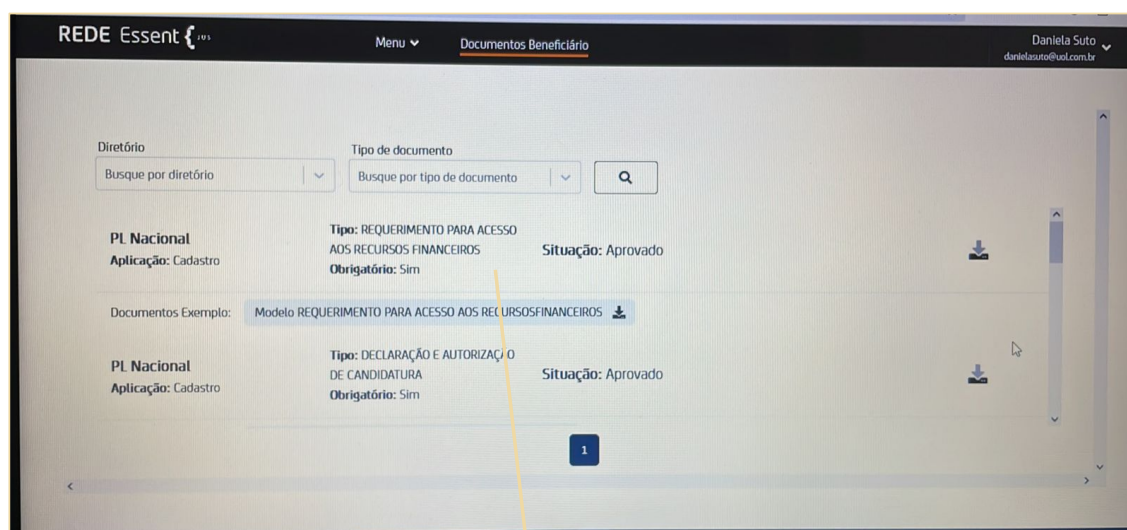 REDE Essent { JUS
Menu
Documentos Beneficiário
Daniela Suto
danielasuto@uol.com.br
Diretório
Tipo de documento
Busque por diretório
Busque por tipo de documento
PL Nacional
Aplicação: Cadastro
Tipo: REQUERIMENTO PARA ACESSO
AOS RECURSOS FINANCEIROS
Obrigatório: Sim
Situação: Aprovado
Documentos Exemplo:
Modelo REQUERIMENTO PARA ACESSO AOS RECURSOSFINANCEIROS
PL Nacional
Aplicação: Cadastro
Tipo: DECLARAÇÃO E AUTORIZAÇÃO
DE CANDIDATURA
Obrigatório: Sim
Situação: Aprovado
1